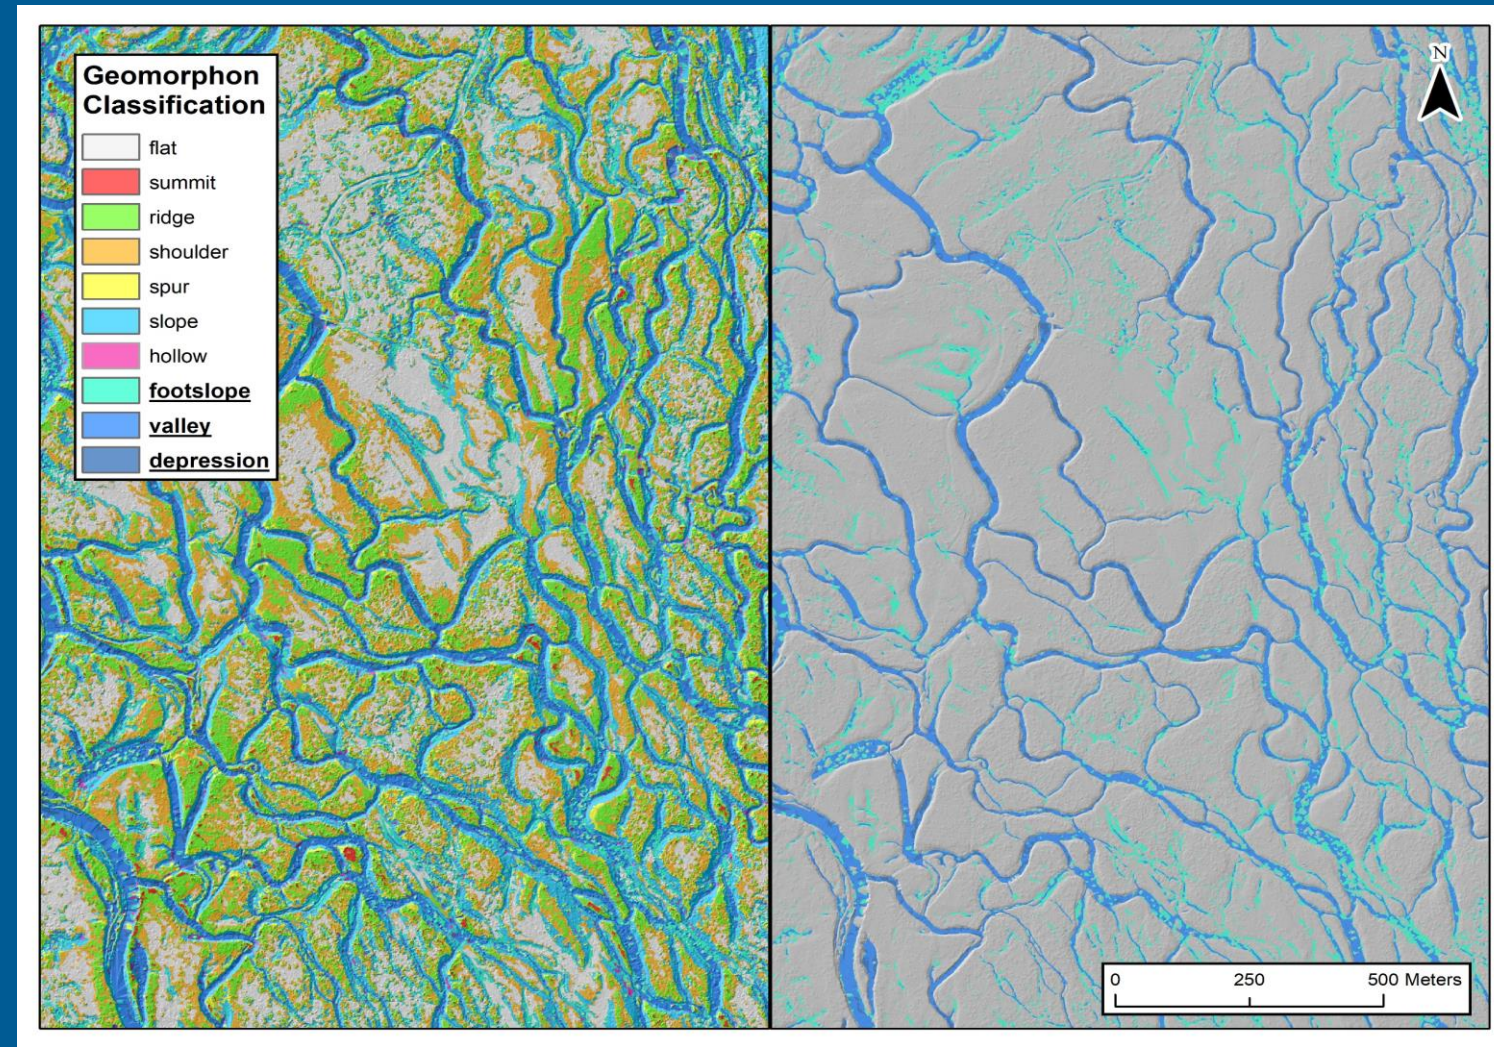 Geomorphon
Classification
flat
summit
ridge
shoulder
spur
slope
hollow
footslope
valley
depression
N
0 250 500 Meters